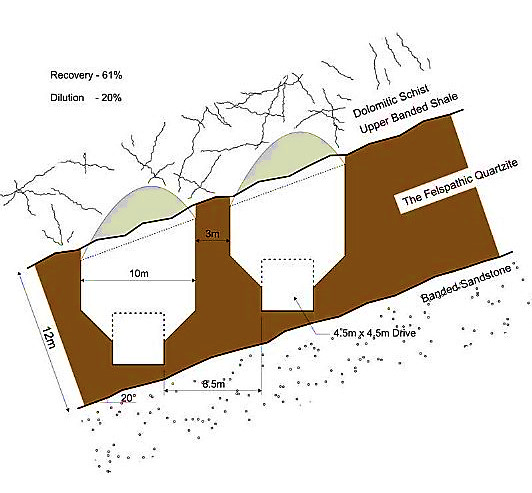 Recovery - 61%
Dilution - 20%
Dolomitic Schist
Upper Banded Shale
The Felspathic Quartzite
3m
10m
Banded Sandstone
12m
4.5m x 4.5m Drive
8.5m
20°